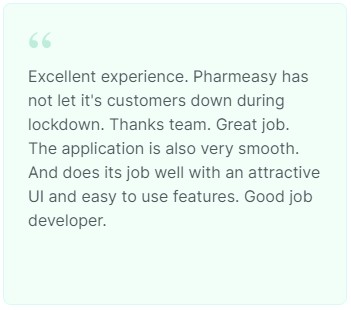 “
Excellent experience. Pharmeasy has
not let it's customers down during
lockdown. Thanks team. Great job.
The application is also very smooth.
And does its job well with an attractive
UI and easy to use features. Good job
developer.